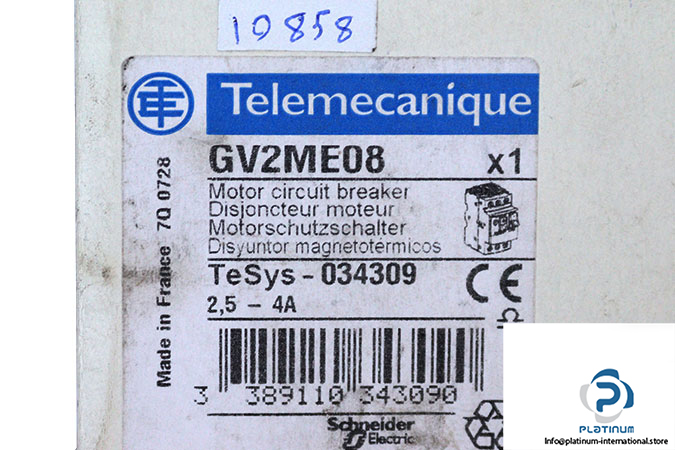 10858
Telemecanique
GV2ME08 x1
Motor circuit breaker
Disjoncteur moteur
Motorschutzschalter
Disyuntor magnetotérmicos
TeSys - 034309
2,5 - 4A
CE
Made in France 7Q 0728
3 389110 343090
Schneider
Electric
PLATINUM
Info@platinum-international.store